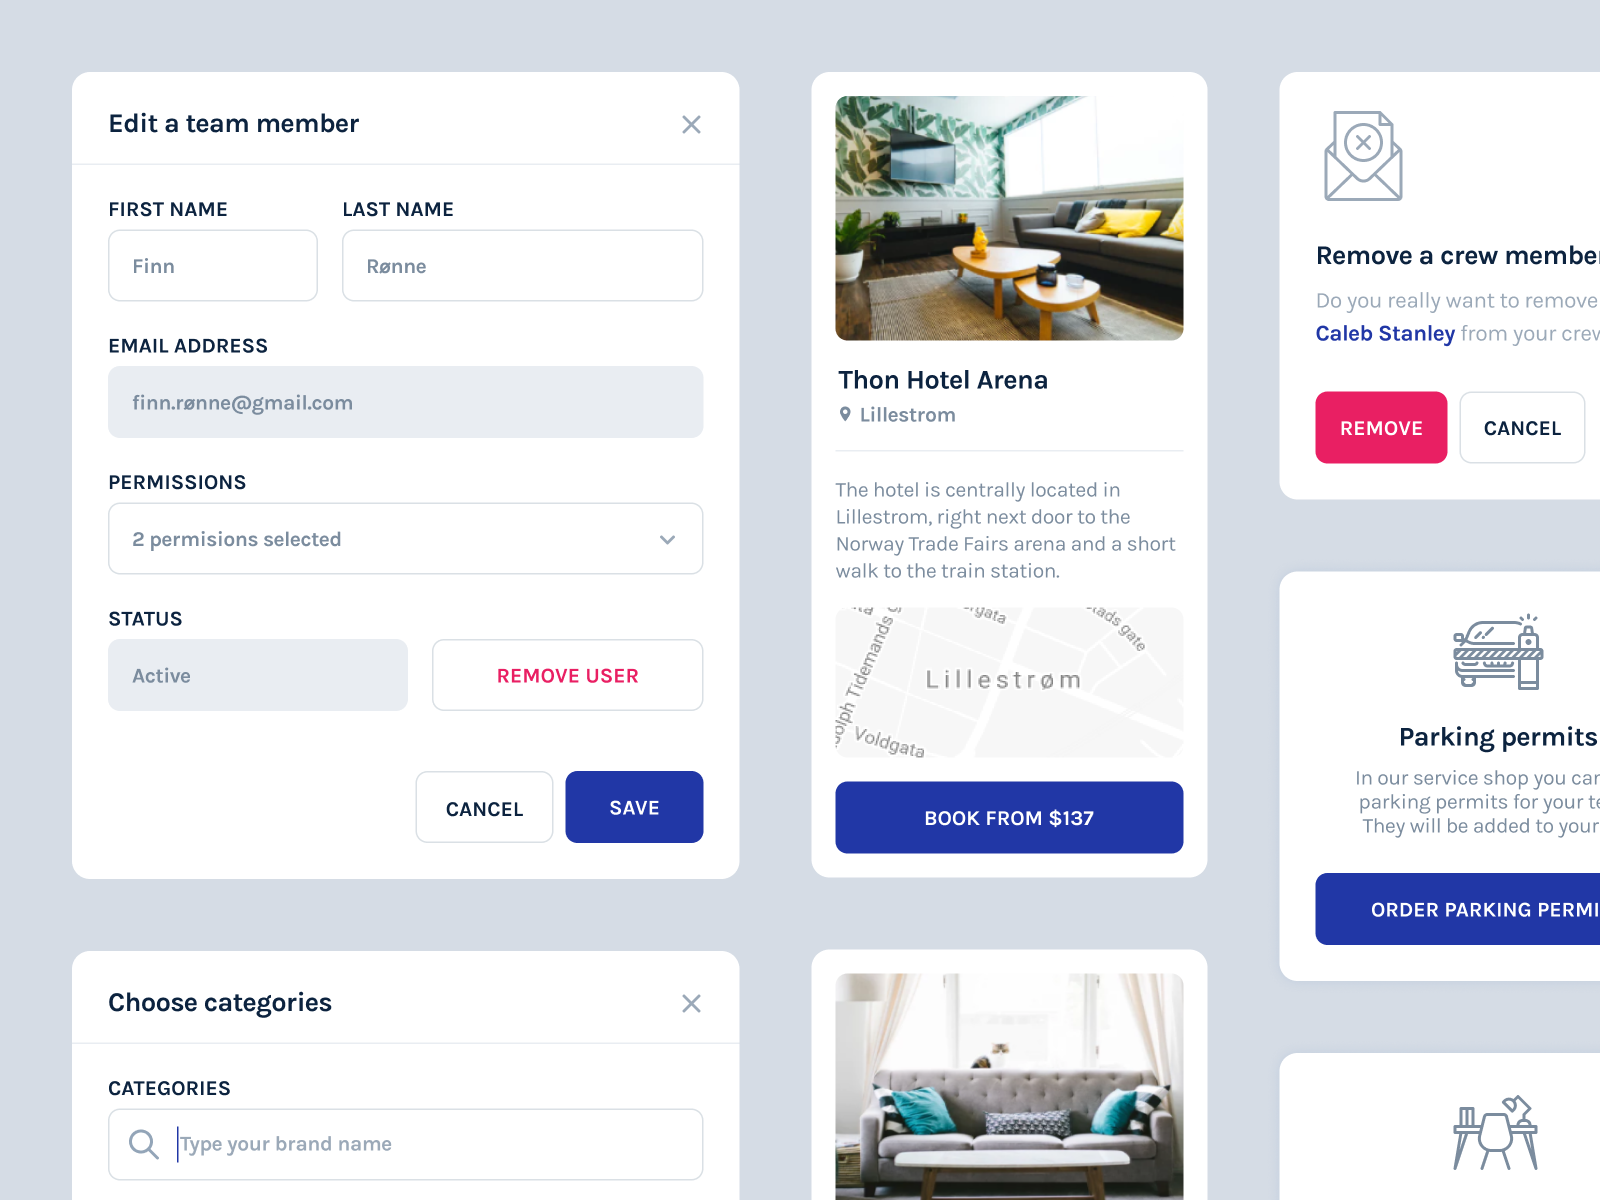 Edit a team member
FIRST NAME
LAST NAME
Finn
Rønne
EMAIL ADDRESS
finn.rønne@gmail.com
PERMISSIONS
2 permisions selected
STATUS
Active
REMOVE USER
CANCEL
SAVE
Choose categories
CATEGORIES
Type your brand name
Thon Hotel Arena
Lillestrom
The hotel is centrally located in
Lillestrom, right next door to the
Norway Trade Fairs arena and a short
walk to the train station.
Tidemands
gate
Lillestrøm
Voldgata
BOOK FROM $137
Remove a crew
Do you really want to remove
Caleb Stanley from your
REMOVE
CANCEL
Parking permits
In our service shop you
parking permits for your
They will be added to your
ORDER PARKING